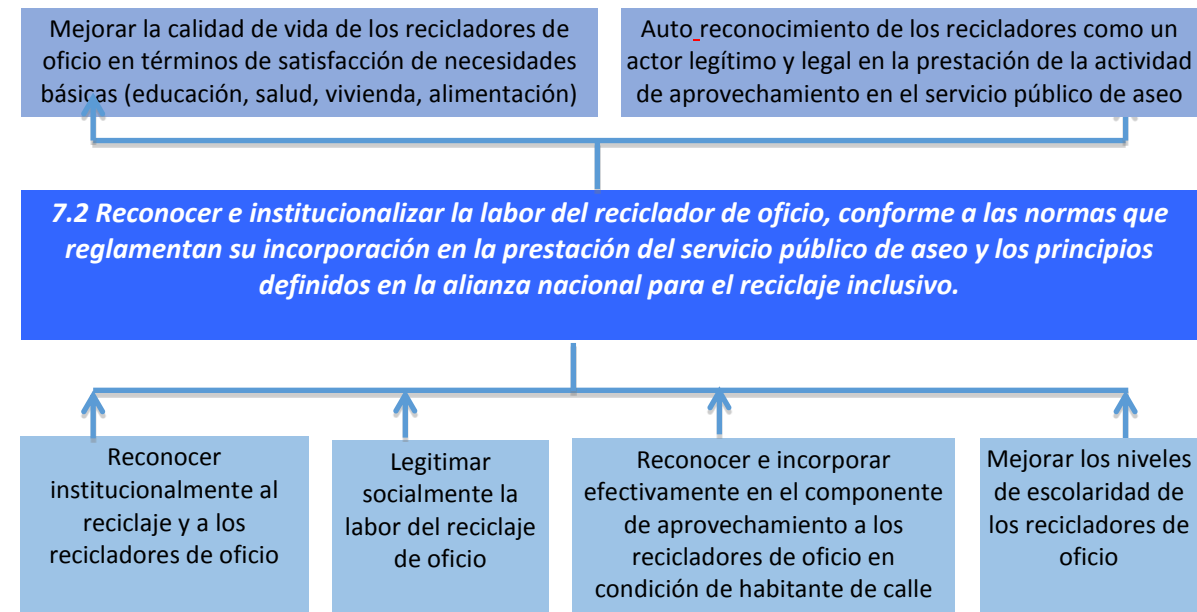 Mejorar la calidad de vida de los recicladores de
oficio en términos de satisfacción de necesidades
básicas (educación, salud, vivienda, alimentación)
Auto reconocimiento de los recicladores como un
actor legítimo y legal en la prestación de la actividad
de aprovechamiento en el servicio público de aseo
7.2 Reconocer e institucionalizar la labor del reciclador de oficio, conforme a las normas que
reglamentan su incorporación en la prestación del servicio público de aseo y los principios
definidos en la alianza nacional para el reciclaje inclusivo.
Reconocer
institucionalmente al
reciclaje y a los
recicladores de oficio
Legitimar
socialmente la
labor del reciclaje
de oficio
Reconocer e incorporar
efectivamente en el componente
de aprovechamiento a los
recicladores de oficio en
condición de habitante de calle
Mejorar los niveles
de escolaridad de
los recicladores de
oficio